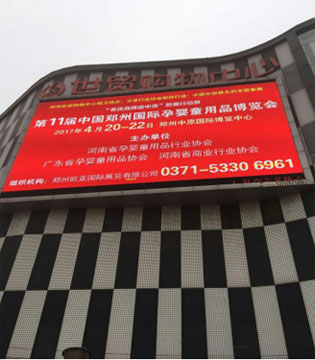 世贸购物中心
第11届中国郑州国际孕婴童用品博览会
2017年4月20—22日 郑州中原国际博览中心
主办单位
河南省孕婴童用品行业协会
广东省孕婴童用品协会 河南省商业行业协会
组织机构：郑州欧亚国际展览有限公司 0371-5330 6961